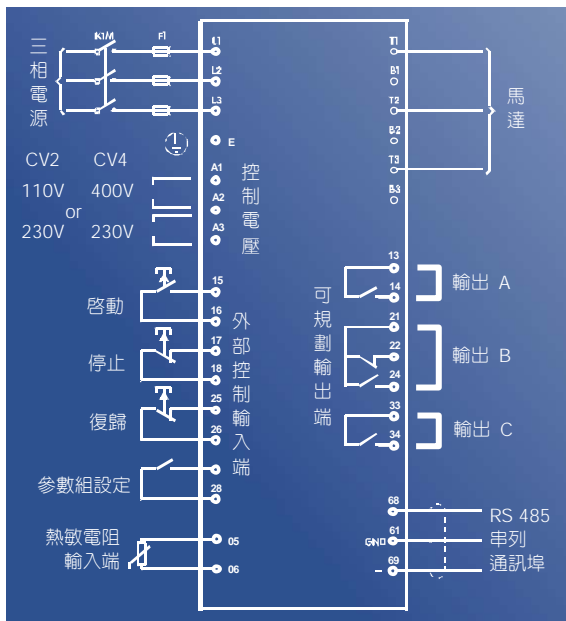 三相電源
K1M
F1
L1
L2
L3
E
CV2 CV4
110V 400V
or
230V 230V
A1
A2
A3
控制電壓
啓動
15
16
停止
17
18
復歸
25
26
參數組設定
28
外部控制輸入端
熱敏電阻
輸入端
05
06
T1
B1
T2
B2
T3
B3
馬達
13
14
輸出 A
21
22
24
輸出 B
33
34
輸出 C
可規劃輸出端
68
61
GND
69
–
RS 485
串列
通訊埠